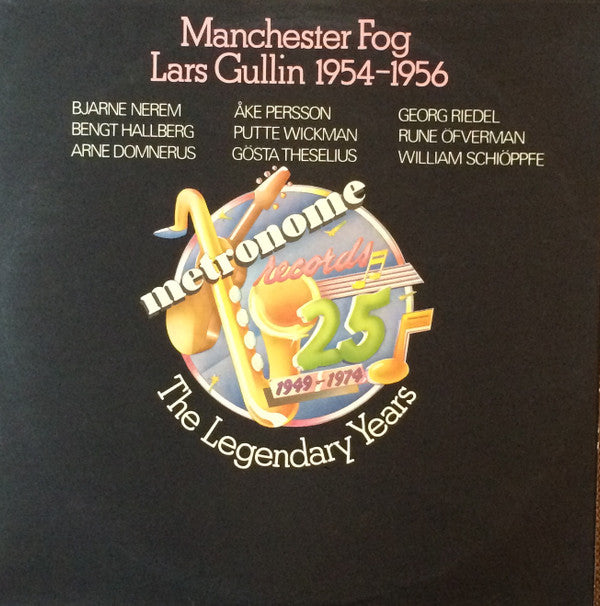 Manchester Fog
Lars Gullin 1954–1956
BJARNE NEREM
BENGT HALLBERG
ARNE DOMNERUS
ÅKE PERSSON
PUTTE WICKMAN
GÖSTA THESELIUS
GEORG RIEDEL
RUNE ÖFVERMAN
WILLIAM SCHIÖPPFE
metronome
records
25
1949–1974
The Legendary Years